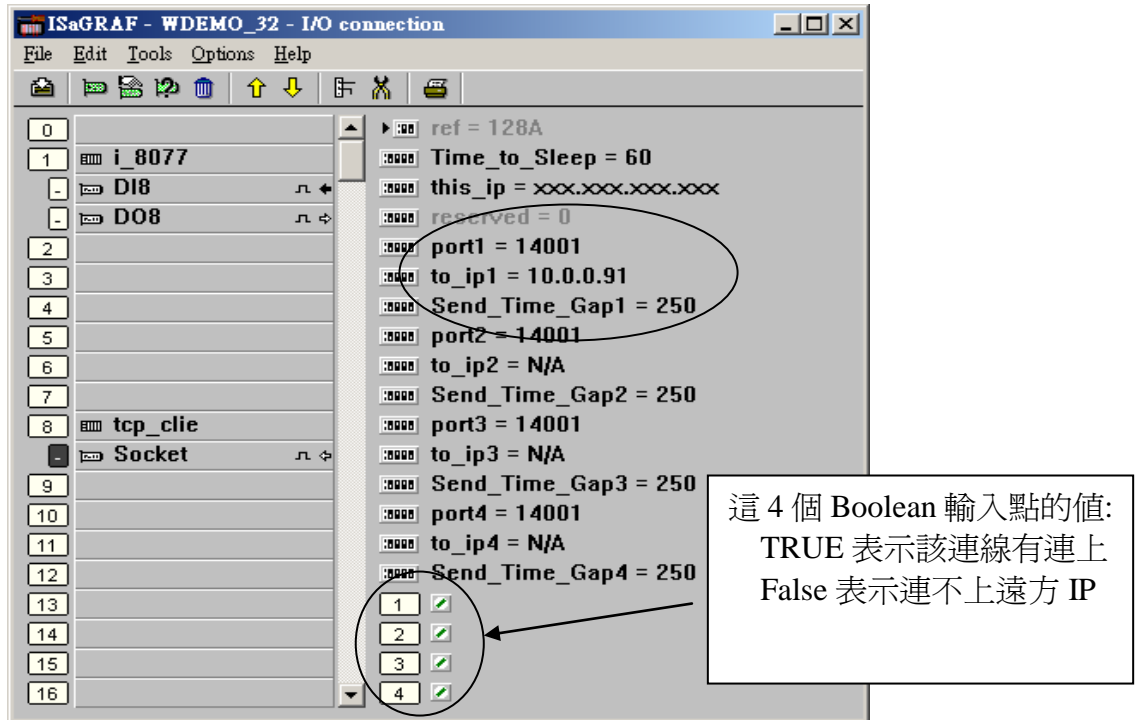 ISaGRAF - WDEMO_32 - I/O connection
File Edit Tools Options Help
0
1 i_8077
- DI8
- DO8
2
3
4
5
6
7
8 tcp_clie
- Socket
9
10
11
12
13
14
15
16
ref = 128A
Time_to_Sleep = 60
this_ip = xxx.xxx.xxx.xxx
reserved = 0
port1 = 14001
to_ip1 = 10.0.0.91
Send_Time_Gap1 = 250
port2 = 14001
to_ip2 = N/A
Send_Time_Gap2 = 250
port3 = 14001
to_ip3 = N/A
Send_Time_Gap3 = 250
port4 = 14001
to_ip4 = N/A
Send_Time_Gap4 = 250
1
2
3
4
這 4 個 Boolean 輸入點的值:
TRUE 表示該連線有連上
False 表示連不上遠方 IP